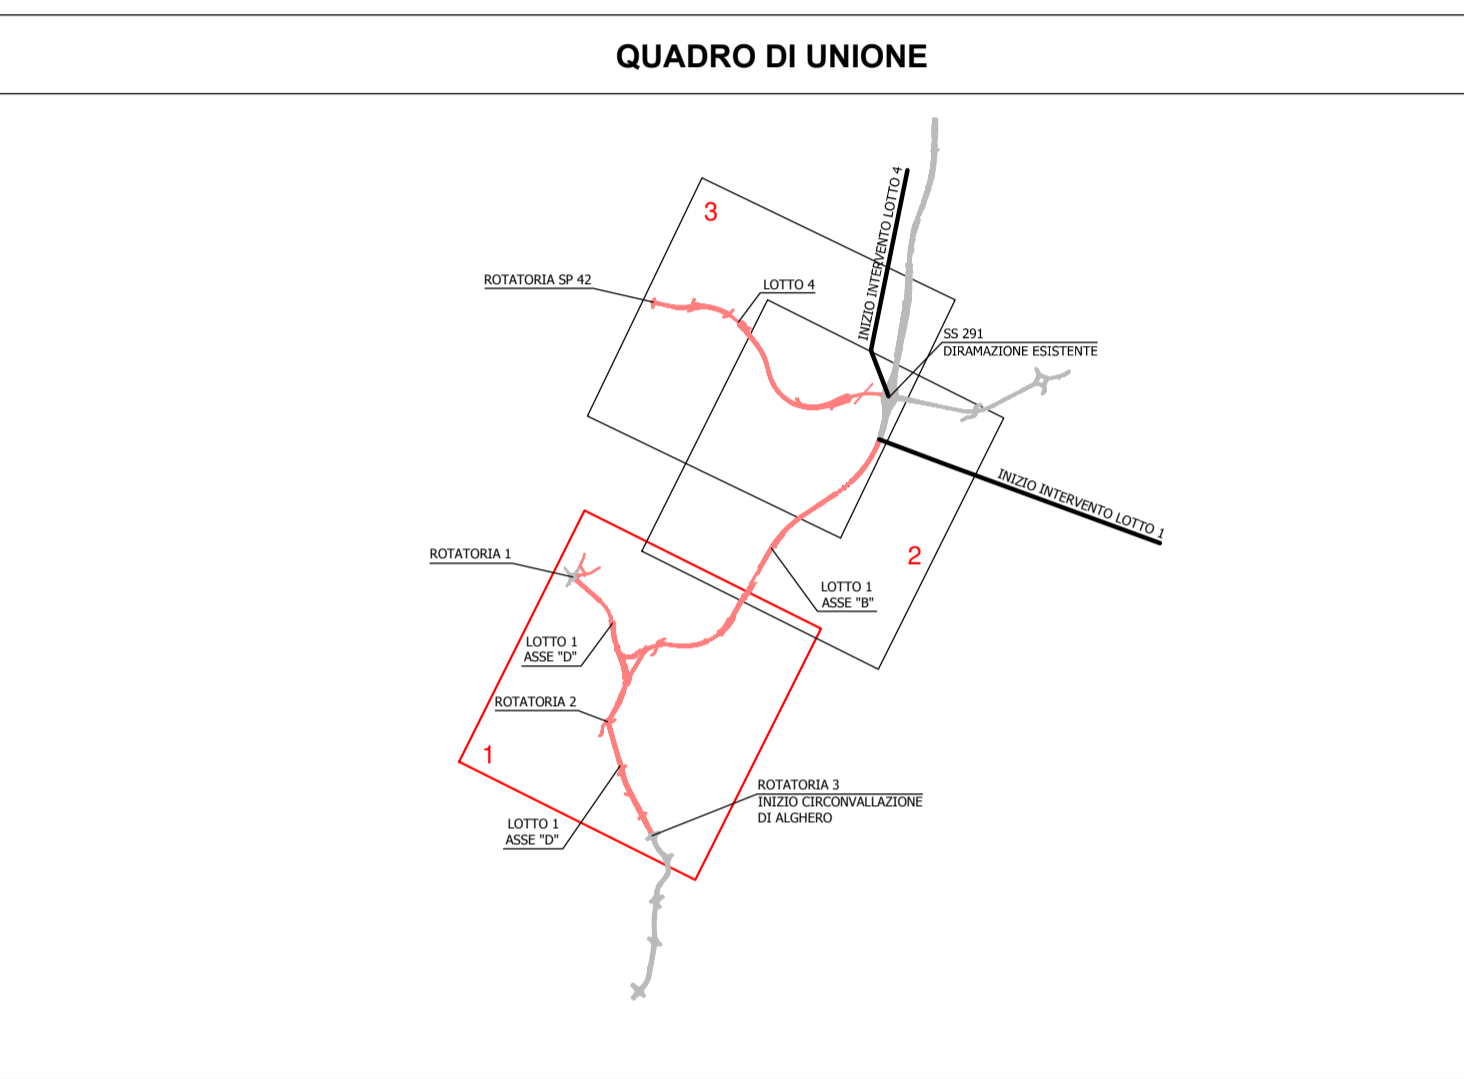 QUADRO DI UNIONE
3
INIZIO INTERVENTO LOTTO 4
ROTATORIA SP 42
LOTTO 4
SS 291
DIRAMAZIONE ESISTENTE
INIZIO INTERVENTO LOTTO 1
ROTATORIA 1
2
LOTTO 1
ASSE "B"
LOTTO 1
ASSE "D"
ROTATORIA 2
1
ROTATORIA 3
INIZIO CIRCONVALLAZIONE
DI ALGHERO
LOTTO 1
ASSE "D"